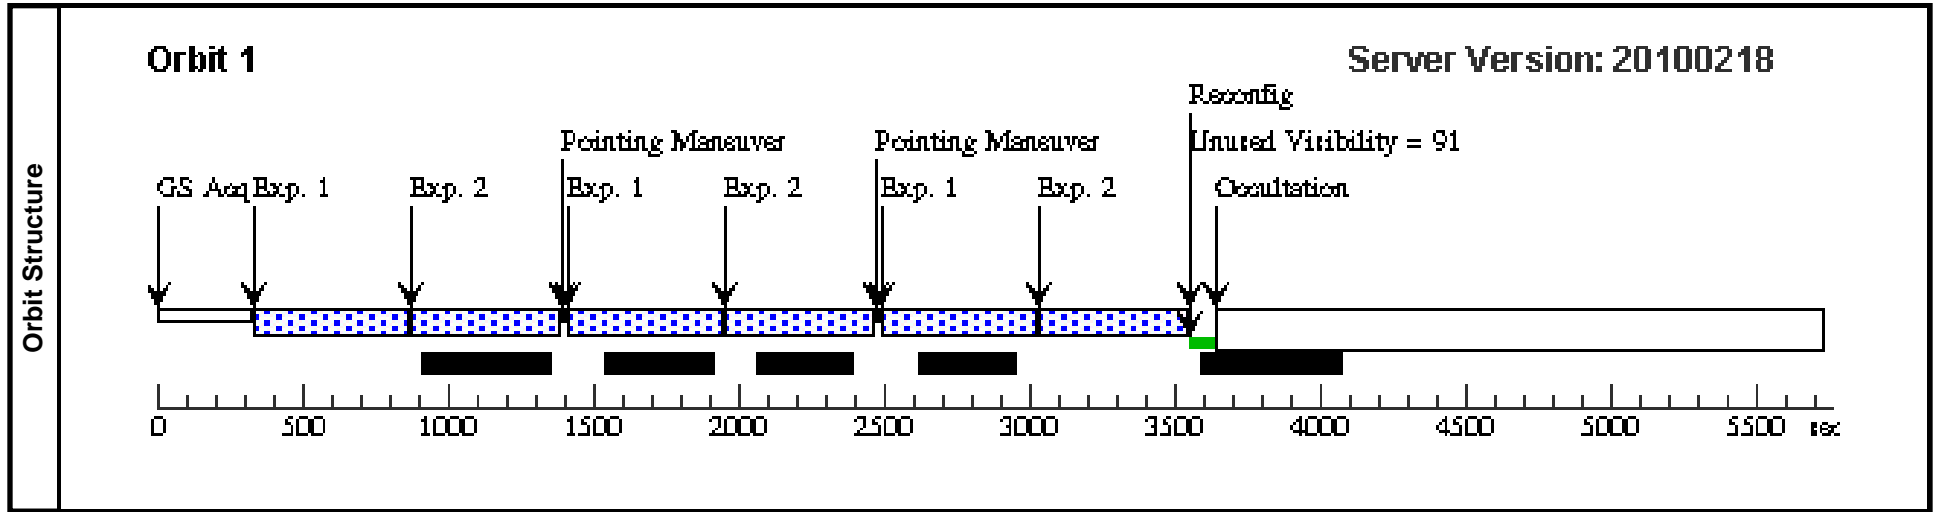 Orbit Structure
Orbit 1
Server Version: 20100218
Reconfig
Pointing Maneuver Pointing Maneuver Unused Visibility = 91
GS Acq Exp. 1 Exp. 2 Exp. 1 Exp. 2 Exp. 1 Exp. 2 Occultation
0 500 1000 1500 2000 2500 3000 3500 4000 4500 5000 5500 sec